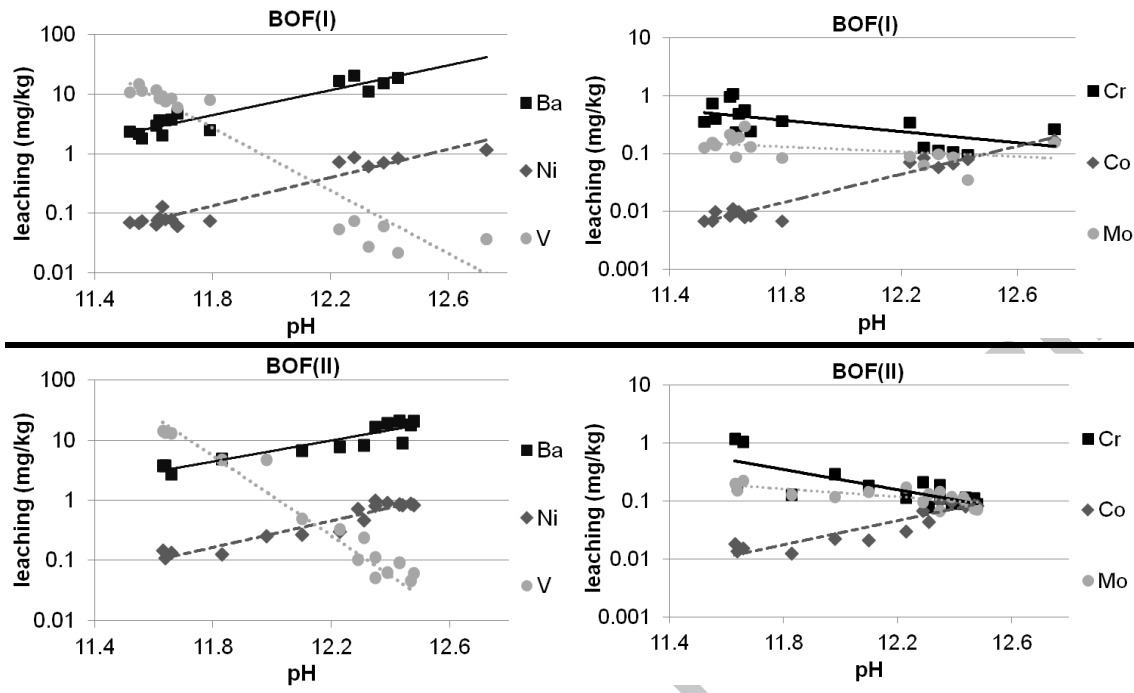 BOF(I)
leaching (mg/kg)
100
10
1
0.1
0.01
11.4 11.8 12.2 12.6
pH
Ba
Ni
V
BOF(I)
leaching (mg/kg)
10
1
0.1
0.01
0.001
11.4 11.8 12.2 12.6
pH
Cr
Co
Mo
BOF(II)
leaching (mg/kg)
100
10
1
0.1
0.01
11.4 11.8 12.2 12.6
pH
Ba
Ni
V
BOF(II)
leaching (mg/kg)
10
1
0.1
0.01
0.001
11.4 11.8 12.2 12.6
pH
Cr
Co
Mo